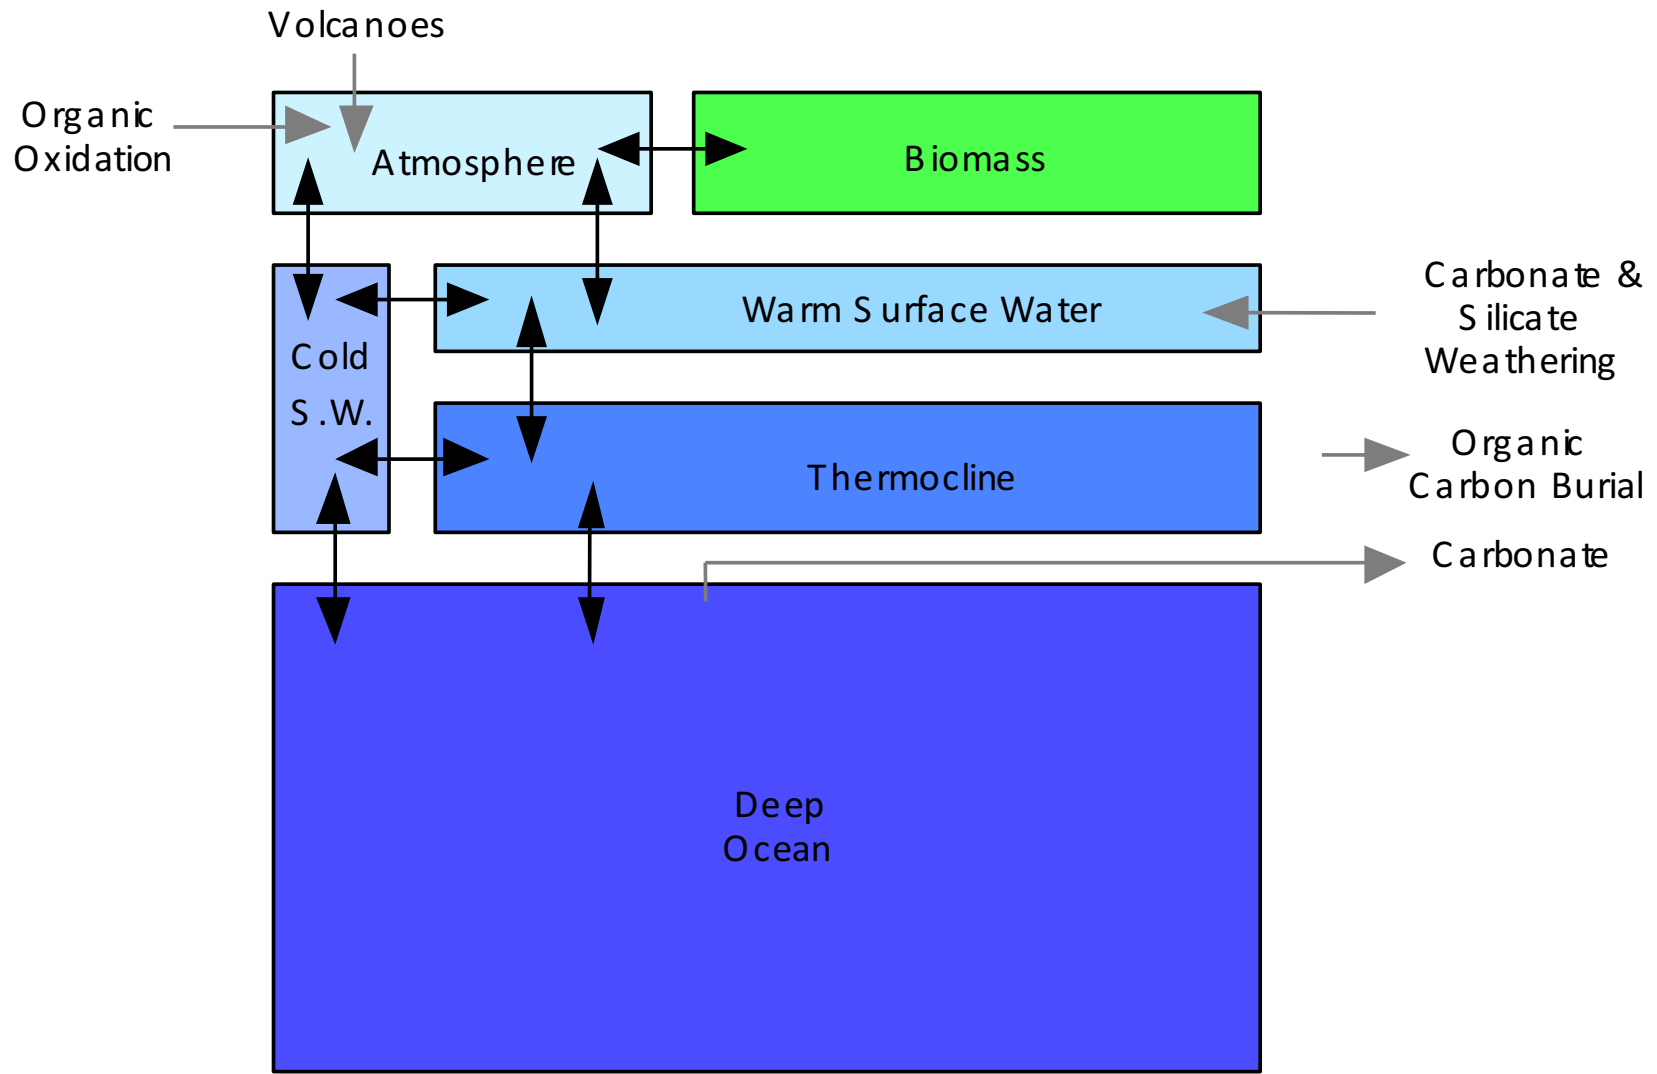 Volcanoes
Organic
Oxidation
Atmosphere
Biomass
Carbonate &
Silicate
Weathering
Warm Surface Water
Cold
S.W.
Organic
Carbon Burial
Thermocline
Carbonate
Deep
Ocean